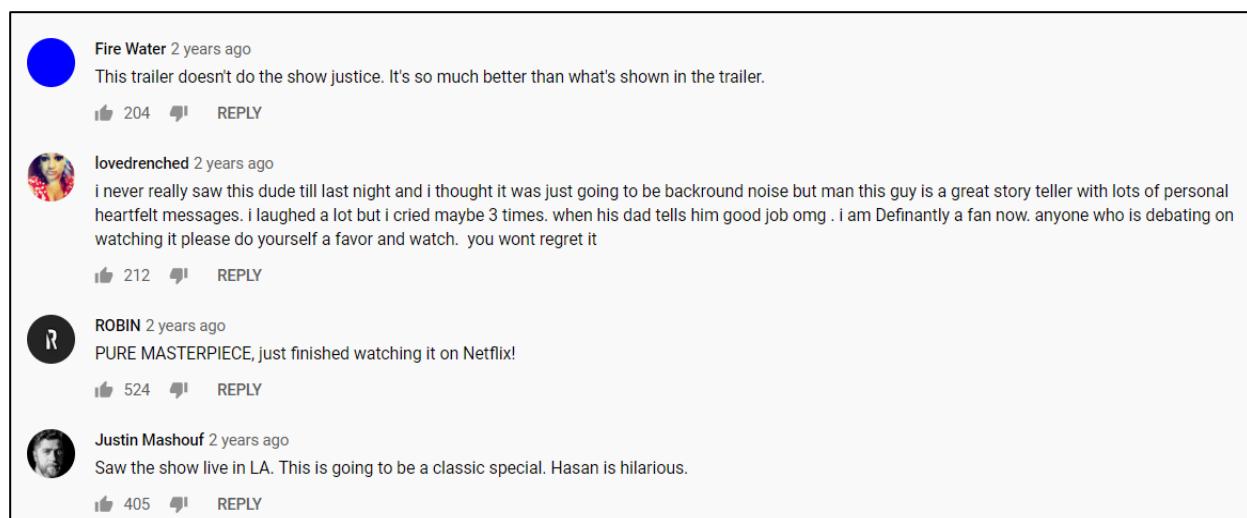 Fire Water 2 years ago
This trailer doesn't do the show justice. It's so much better than what's shown in the trailer.
204 REPLY
lovedrenched 2 years ago
i never really saw this dude till last night and i thought it was just going to be backround noise but man this guy is a great story teller with lots of personal
heartfelt messages. i laughed a lot but i cried maybe 3 times. when his dad tells him good job omg . i am Definantly a fan now. anyone who is debating on
watching it please do yourself a favor and watch.  you wont regret it
212 REPLY
R
ROBIN 2 years ago
PURE MASTERPIECE, just finished watching it on Netflix!
524 REPLY
Justin Mashouf 2 years ago
Saw the show live in LA. This is going to be a classic special. Hasan is hilarious.
405 REPLY